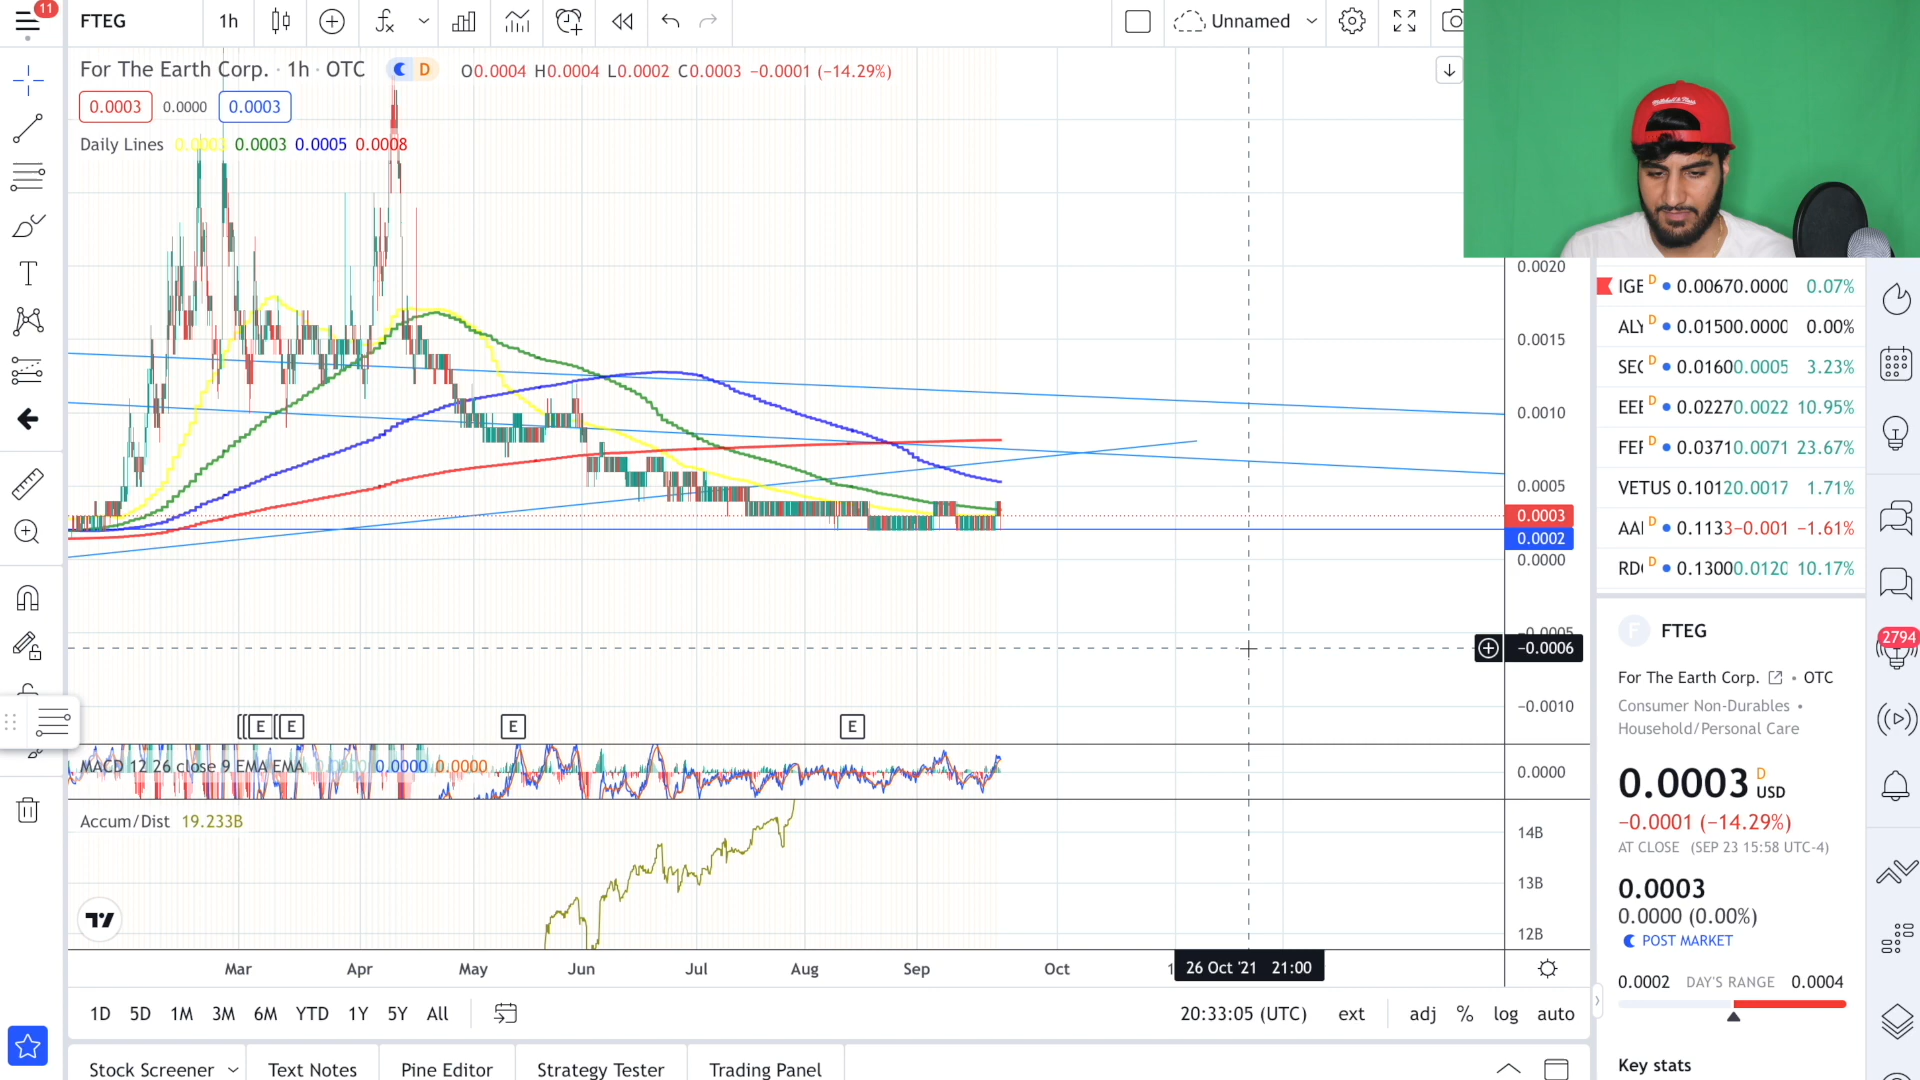 11
FTEG
1h
Unnamed
For The Earth Corp. · 1h · OTC
D
O0.0004 H0.0004 L0.0002 C0.0003 −0.0001 (−14.29%)
0.0003
0.0000
0.0003
Daily Lines 0.0003 0.0003 0.0005 0.0008
0.0020
0.0015
0.0010
0.0005
0.0003
0.0002
0.0000
−0.0005
−0.0006
−0.0010
E
E
E
E
MACD 12 26 close 9 EMA EMA 0.0000 0.0000 0.0000
0.0000
Accum/Dist 19.233B
14B
13B
12B
Mar
Apr
May
Jun
Jul
Aug
Sep
Oct
26 Oct '21 21:00
1D 5D 1M 3M 6M YTD 1Y 5Y All
20:33:05 (UTC)
ext
adj
%
log
auto
Stock Screener
Text Notes
Pine Editor
Strategy Tester
Trading Panel
D 0.00670.0000 0.07%
D 0.01500.0000 0.00%
D 0.01600.0005 3.23%
D 0.02270.0022 10.95%
D 0.03710.0071 23.67%
VETUS 0.10120.0017 1.71%
D 0.1133−0.001 −1.61%
D 0.13000.0120 10.17%
F
FTEG
For The Earth Corp. • OTC
Consumer Non-Durables •
Household/Personal Care
0.0003 D USD
−0.0001 (−14.29%)
AT CLOSE (SEP 23 15:58 UTC-4)
0.0003
0.0000 (0.00%)
POST MARKET
0.0002 DAY'S RANGE 0.0004
Key stats
2794